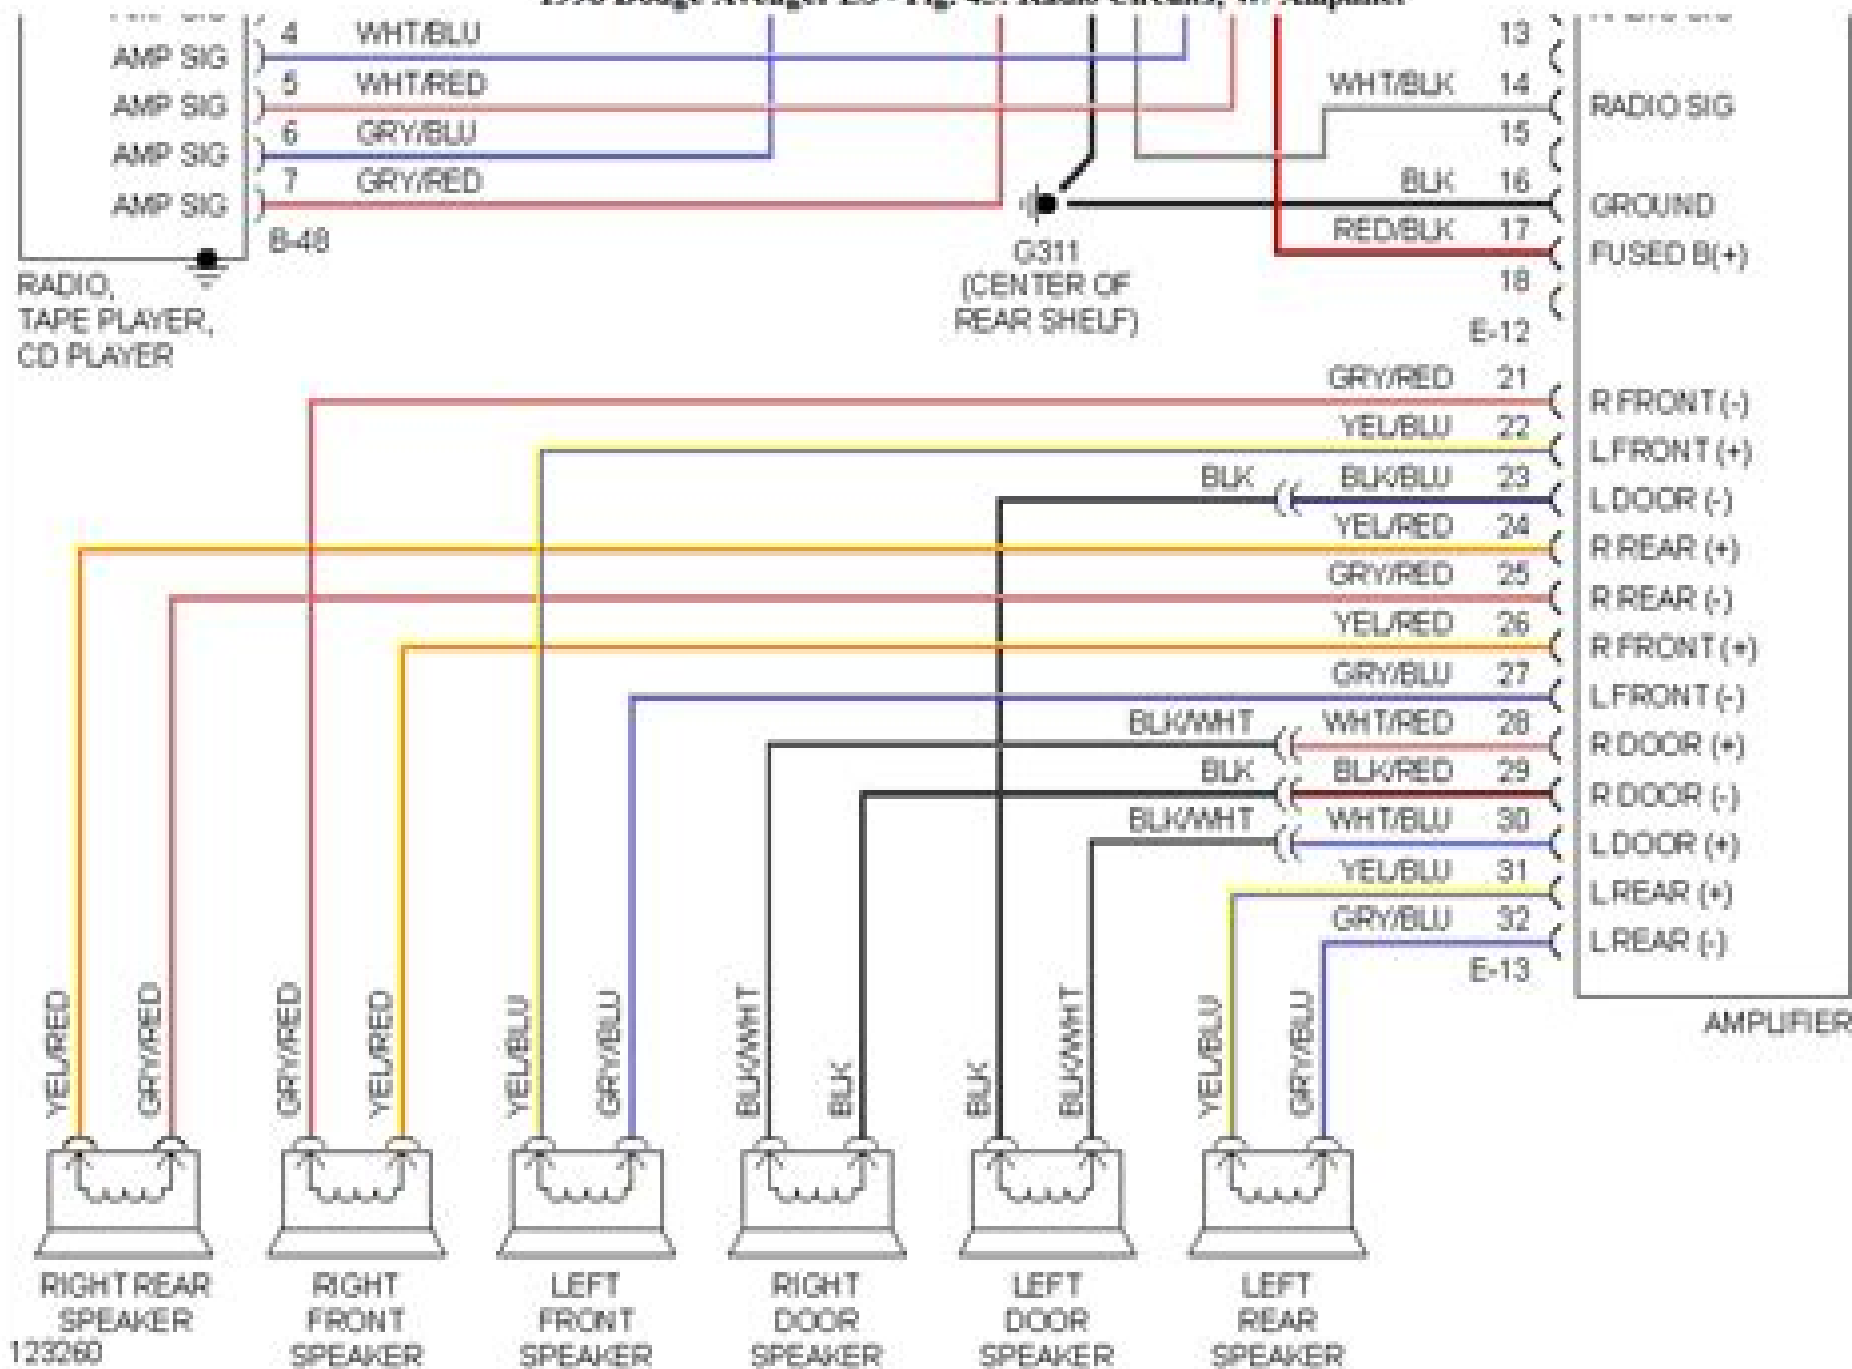 4 WHT/BLU
AMP SIG
5 WHT/RED
AMP SIG
6 GRY/BLU
AMP SIG
7 GRY/RED
AMP SIG
B-48
RADIO,
TAPE PLAYER,
CD PLAYER
G311
(CENTER OF
REAR SHELF)
13
WHT/BLK 14
RADIO SIG
15
BLK 16
GROUND
RED/BLK 17
FUSED B(+)
18
E-12
GRY/RED 21
R FRONT (-)
YEL/BLU 22
L FRONT (+)
BLK BLK/BLU 23
L DOOR (-)
YEL/RED 24
R REAR (+)
GRY/RED 25
R REAR (-)
YEL/RED 26
R FRONT (+)
GRY/BLU 27
L FRONT (-)
BLK/WHT WHT/RED 28
R DOOR (+)
BLK BLK/RED 29
R DOOR (-)
BLK/WHT WHT/BLU 30
L DOOR (+)
YEL/BLU 31
L REAR (+)
GRY/BLU 32
L REAR (-)
E-13
AMPLIFIER
YEL/RED
GRY/RED
GRY/RED
YEL/RED
YEL/BLU
GRY/BLU
BLK/WHT
BLK
BLK
BLK/WHT
YEL/BLU
GRY/BLU
RIGHT REAR
SPEAKER
RIGHT
FRONT
SPEAKER
LEFT
FRONT
SPEAKER
RIGHT
DOOR
SPEAKER
LEFT
DOOR
SPEAKER
LEFT
REAR
SPEAKER
123260